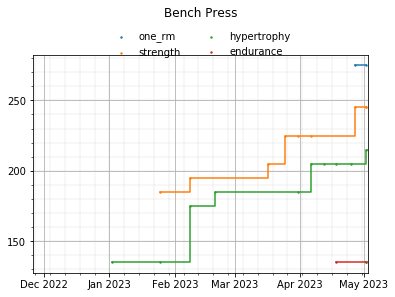 Bench Press
one_rm hypertrophy
strength endurance
250
200
150
Dec 2022 Jan 2023 Feb 2023 Mar 2023 Apr 2023 May 2023